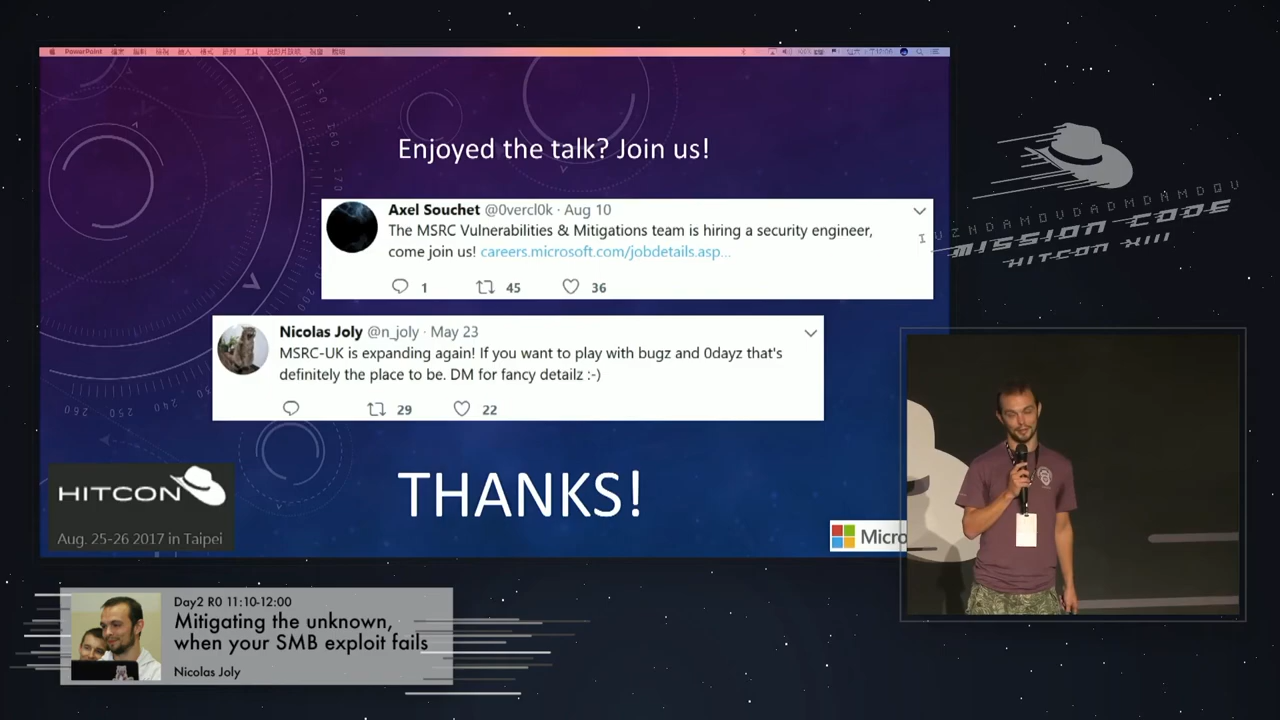 PowerPoint
Enjoyed the talk? Join us!
Axel Souchet @0vercl0k · Aug 10
The MSRC Vulnerabilities & Mitigations team is hiring a security engineer,
come join us! careers.microsoft.com/jobdetails.asp...
1 45 36
Nicolas Joly @n_joly · May 23
MSRC-UK is expanding again! If you want to play with bugz and 0dayz that's
definitely the place to be. DM for fancy detailz :-)
29 22
THANKS!
HITCON
Aug. 25-26 2017 in Taipei
Micro
MISSION CODE
HITCON XIII
Day2 R0 11:10-12:00
Mitigating the unknown,
when your SMB exploit fails
Nicolas Joly